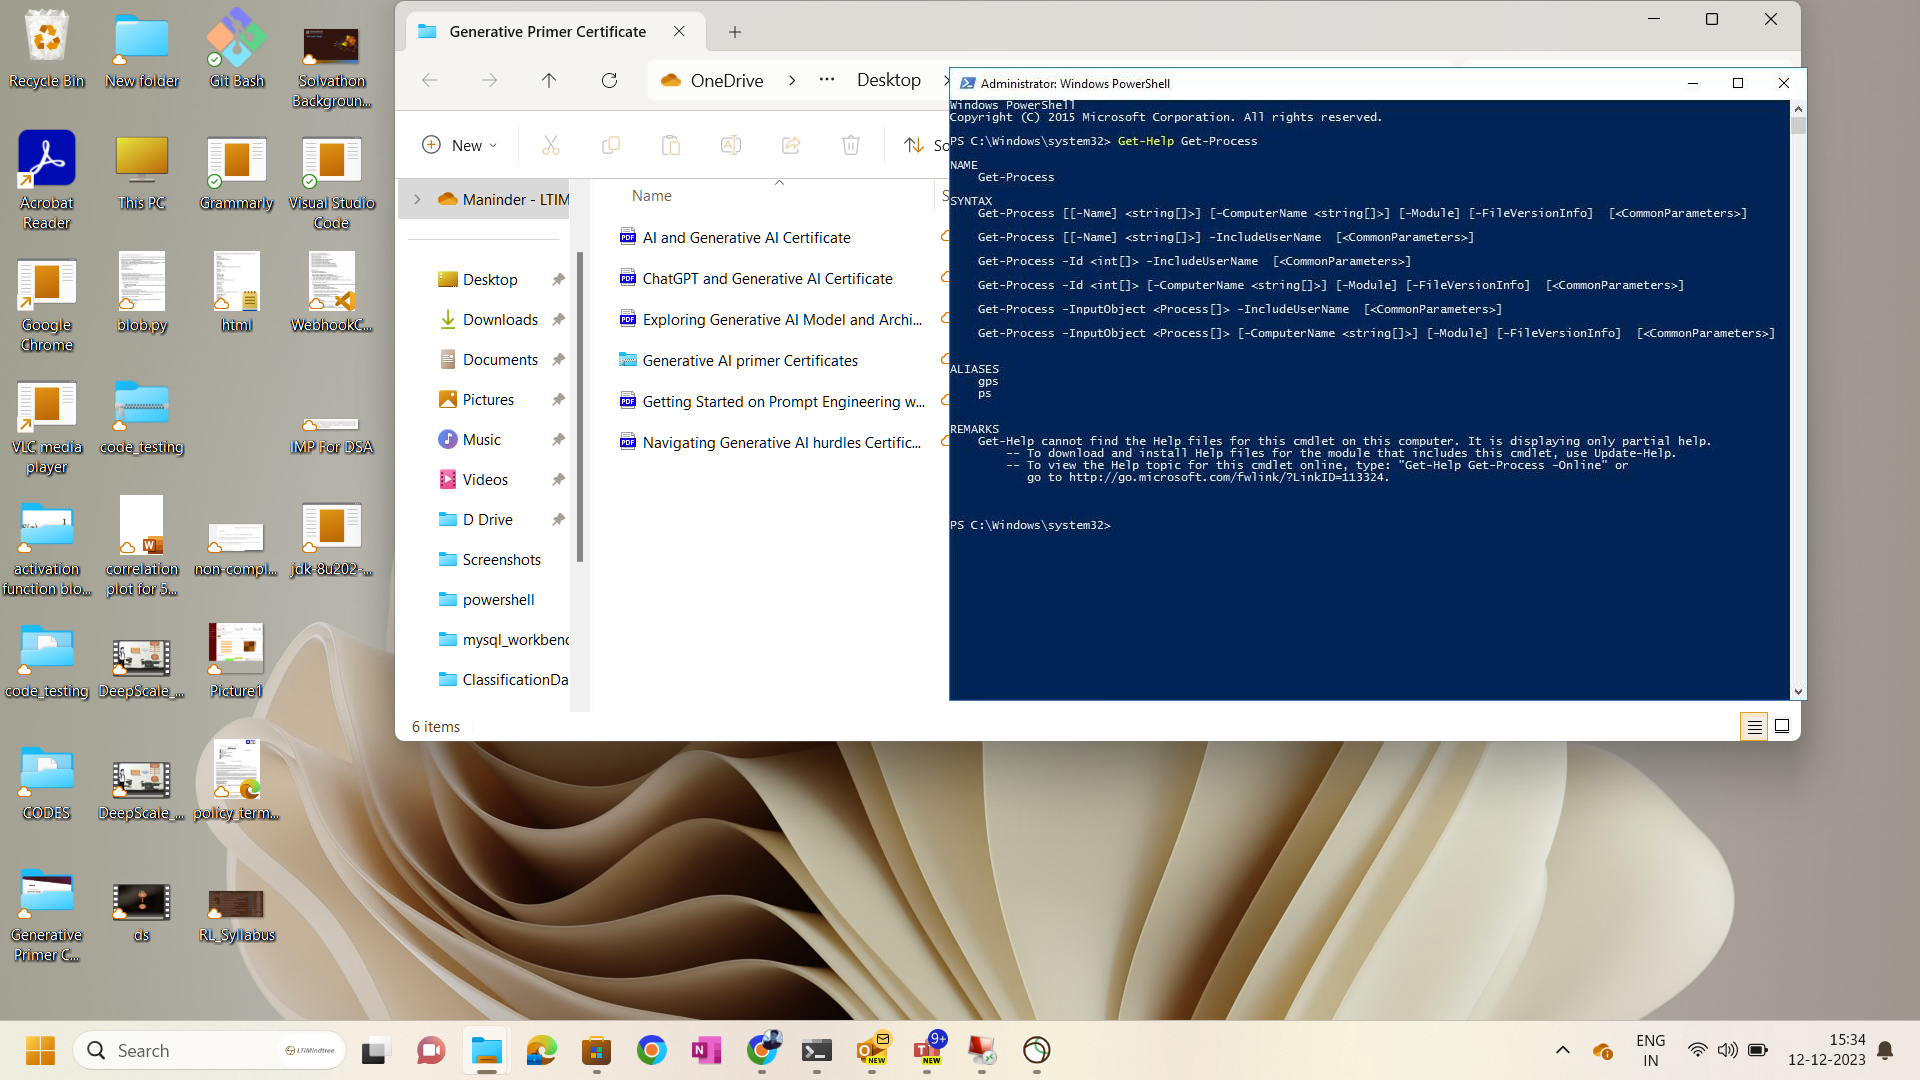 Recycle Bin
New folder
Git Bash
Solvathon
Backgroun...
Acrobat
Reader
This PC
Grammarly
Visual Studio
Code
Google
Chrome
blob.py
html
WebhookC...
VLC media
player
code_testing
IMP For DSA
activation
function blo...
correlation
plot for 5...
non-compl...
jdk-8u202-...
code_testing
DeepScale_...
Picture1
CODES
DeepScale_...
policy_term...
Generative
Primer C...
ds
RL_Syllabus
Generative Primer Certificate
OneDrive
Desktop
New
So
Maninder - LTIM
Desktop
Downloads
Documents
Pictures
Music
Videos
D Drive
Screenshots
powershell
mysql_workbenc
ClassificationDa
Name
AI and Generative AI Certificate
ChatGPT and Generative AI Certificate
Exploring Generative AI Model and Archi...
Generative AI primer Certificates
Getting Started on Prompt Engineering w...
Navigating Generative AI hurdles Certific...
6 items
Administrator: Windows PowerShell
Windows PowerShell
Copyright (C) 2015 Microsoft Corporation. All rights reserved.
PS C:\Windows\system32> Get-Help Get-Process
NAME
Get-Process
SYNTAX
Get-Process [[-Name] <string[]>] [-ComputerName <string[]>] [-Module] [-FileVersionInfo] [<CommonParameters>]
Get-Process [[-Name] <string[]>] -IncludeUserName [<CommonParameters>]
Get-Process -Id <int[]> -IncludeUserName [<CommonParameters>]
Get-Process -Id <int[]> [-ComputerName <string[]>] [-Module] [-FileVersionInfo] [<CommonParameters>]
Get-Process -InputObject <Process[]> -IncludeUserName [<CommonParameters>]
Get-Process -InputObject <Process[]> [-ComputerName <string[]>] [-Module] [-FileVersionInfo] [<CommonParameters>]
ALIASES
gps
ps
REMARKS
Get-Help cannot find the Help files for this cmdlet on this computer. It is displaying only partial help.
-- To download and install Help files for the module that includes this cmdlet, use Update-Help.
-- To view the Help topic for this cmdlet online, type: "Get-Help Get-Process -Online" or
go to http://go.microsoft.com/fwlink/?LinkID=113324.
PS C:\Windows\system32>
Search
LTIMindtree
NEW
9+
NEW
ENG
IN
15:34
12-12-2023